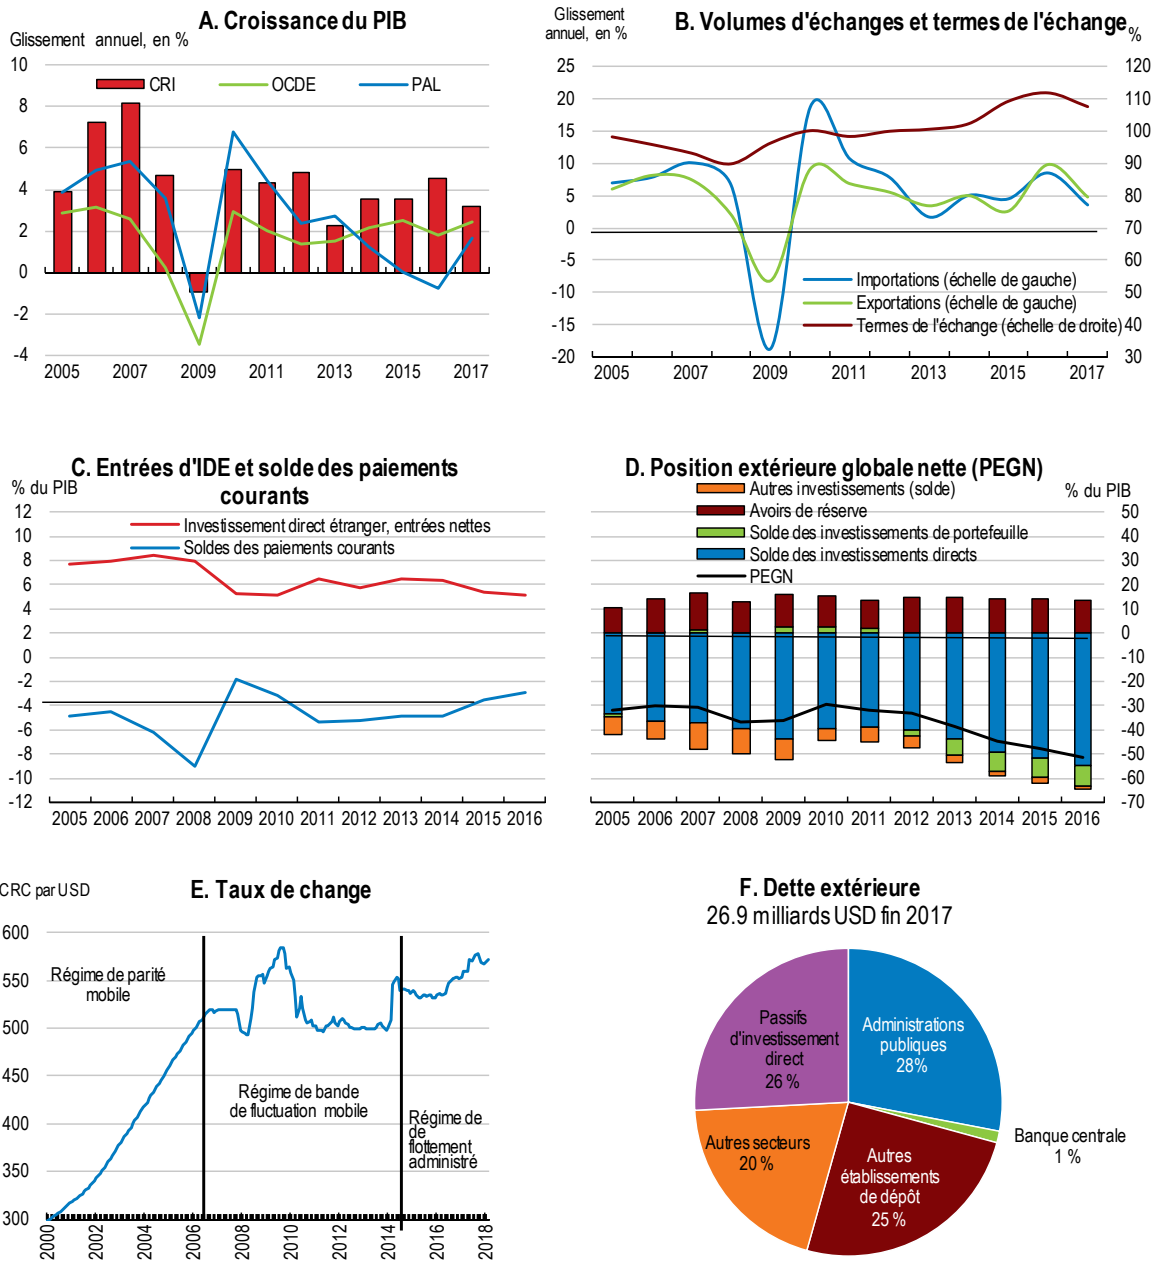 A. Croissance du PIB
Glissement annuel, en %
CRI
OCDE
PAL
10
8
6
4
2
0
-2
-4
2005
2007
2009
2011
2013
2015
2017
B. Volumes d'échanges et termes de l'échange
Glissement
annuel, en %
%
25
20
15
10
5
0
-5
-10
-15
-20
120
110
100
90
80
70
60
50
40
30
Importations (échelle de gauche)
Exportations (échelle de gauche)
Termes de l'échange (échelle de droite)
2005
2007
2009
2011
2013
2015
2017
C. Entrées d'IDE et solde des paiements
courants
% du PIB
Investissement direct étranger, entrées nettes
Soldes des paiements courants
12
10
8
6
4
2
0
-2
-4
-6
-8
-10
-12
2005 2006 2007 2008 2009 2010 2011 2012 2013 2014 2015 2016
D. Position extérieure globale nette (PEGN)
% du PIB
Autres investissements (solde)
Avoirs de réserve
Solde des investissements de portefeuille
Solde des investissements directs
PEGN
50
40
30
20
10
0
-10
-20
-30
-40
-50
-60
-70
2005 2006 2007 2008 2009 2010 2011 2012 2013 2014 2015 2016
E. Taux de change
CRC par USD
600
550
500
450
400
350
300
Régime de parité
mobile
Régime de bande
de fluctuation mobile
Régime de
de
flottement
administré
2000
2002
2004
2006
2008
2010
2012
2014
2016
2018
F. Dette extérieure
26.9 milliards USD fin 2017
Passifs
d'investissement
direct
26 %
Administrations
publiques
28%
Banque centrale
1 %
Autres
établissements
de dépôt
25 %
Autres secteurs
20 %